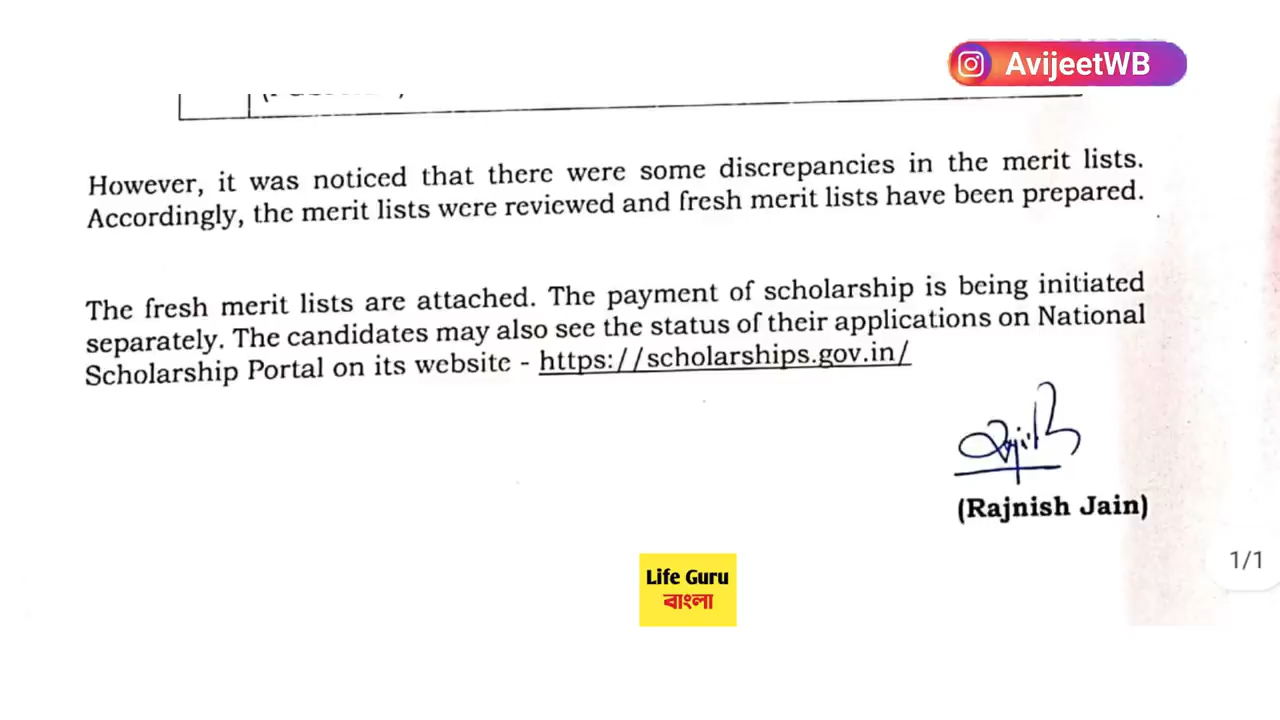 AvijeetWB
However, it was noticed that there were some discrepancies in the merit lists.
Accordingly, the merit lists were reviewed and fresh merit lists have been prepared.
The fresh merit lists are attached. The payment of scholarship is being initiated
separately. The candidates may also see the status of their applications on National
Scholarship Portal on its website - https://scholarships.gov.in/
(Rajnish Jain)
Life Guru
বাংলা
1/1